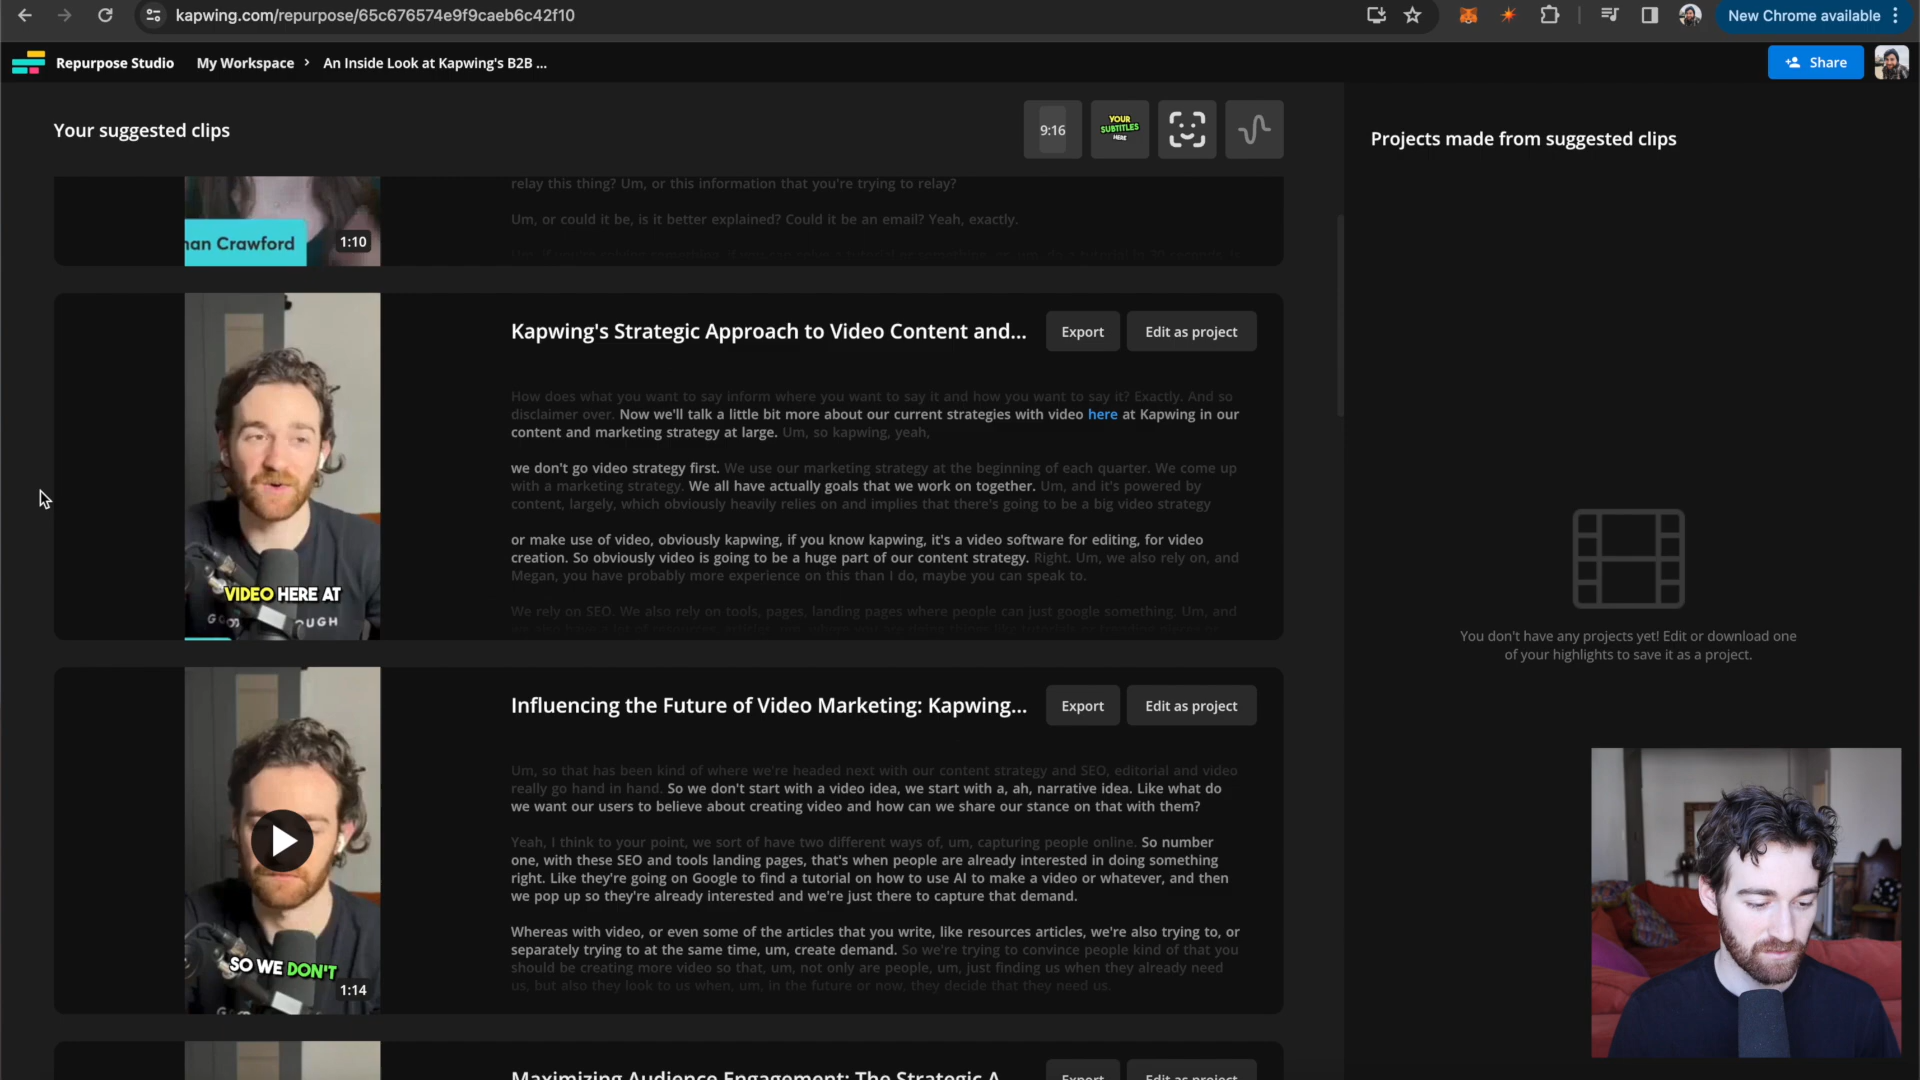 kapwing.com/repurpose/65c676574e9f9caeb6c42f10
New Chrome available
Repurpose Studio
My Workspace
An Inside Look at Kapwing's B2B ...
Share
Your suggested clips
9:16
YOUR
SUBTITLES
HERE
Projects made from suggested clips
relay this thing? Um, or this information that you're trying to relay?
Um, or could it be, is it better explained? Could it be an email? Yeah, exactly.
nan Crawford
1:10
Kapwing's Strategic Approach to Video Content and...
Export
Edit as project
How does what you want to say inform where you want to say it and how you want to say it? Exactly. And so
disclaimer over. Now we'll talk a little bit more about our current strategies with video here at Kapwing in our
content and marketing strategy at large. Um, so kapwing, yeah,
we don't go video strategy first. We use our marketing strategy at the beginning of each quarter. We come up
with a marketing strategy. We all have actually goals that we work on together. Um, and it's powered by
content, largely, which obviously heavily relies on and implies that there's going to be a big video strategy
or make use of video, obviously kapwing, if you know kapwing, it's a video software for editing, for video
creation. So obviously video is going to be a huge part of our content strategy. Right. Um, we also rely on, and
Megan, you have probably more experience on this than I do, maybe you can speak to.
We rely on SEO. We also rely on tools, pages, landing pages where people can just google something. Um, and
VIDEO HERE AT
You don't have any projects yet! Edit or download one
of your highlights to save it as a project.
Influencing the Future of Video Marketing: Kapwing...
Export
Edit as project
Um, so that has been kind of where we're headed next with our content strategy and SEO, editorial and video
really go hand in hand. So we don't start with a video idea, we start with a, ah, narrative idea. Like what do
we want our users to believe about creating video and how can we share our stance on that with them?
Yeah, I think to your point, we sort of have two different ways of, um, capturing people online. So number
one, with these SEO and tools landing pages, that's when people are already interested in doing something
right. Like they're going on Google to find a tutorial on how to use AI to make a video or whatever, and then
we pop up so they're already interested and we're just there to capture that demand.
Whereas with video, or even some of the articles that you write, like resources articles, we're also trying to, or
separately trying to at the same time, um, create demand. So we're trying to convince people kind of that you
should be creating more video so that, um, not only are people, um, just finding us when they already need
us, but also they look to us when, um, in the future or now, they decide that they need us.
SO WE DON'T
1:14
Maximizing Audience Engagement: The Strategic A...
Export
Edit as project